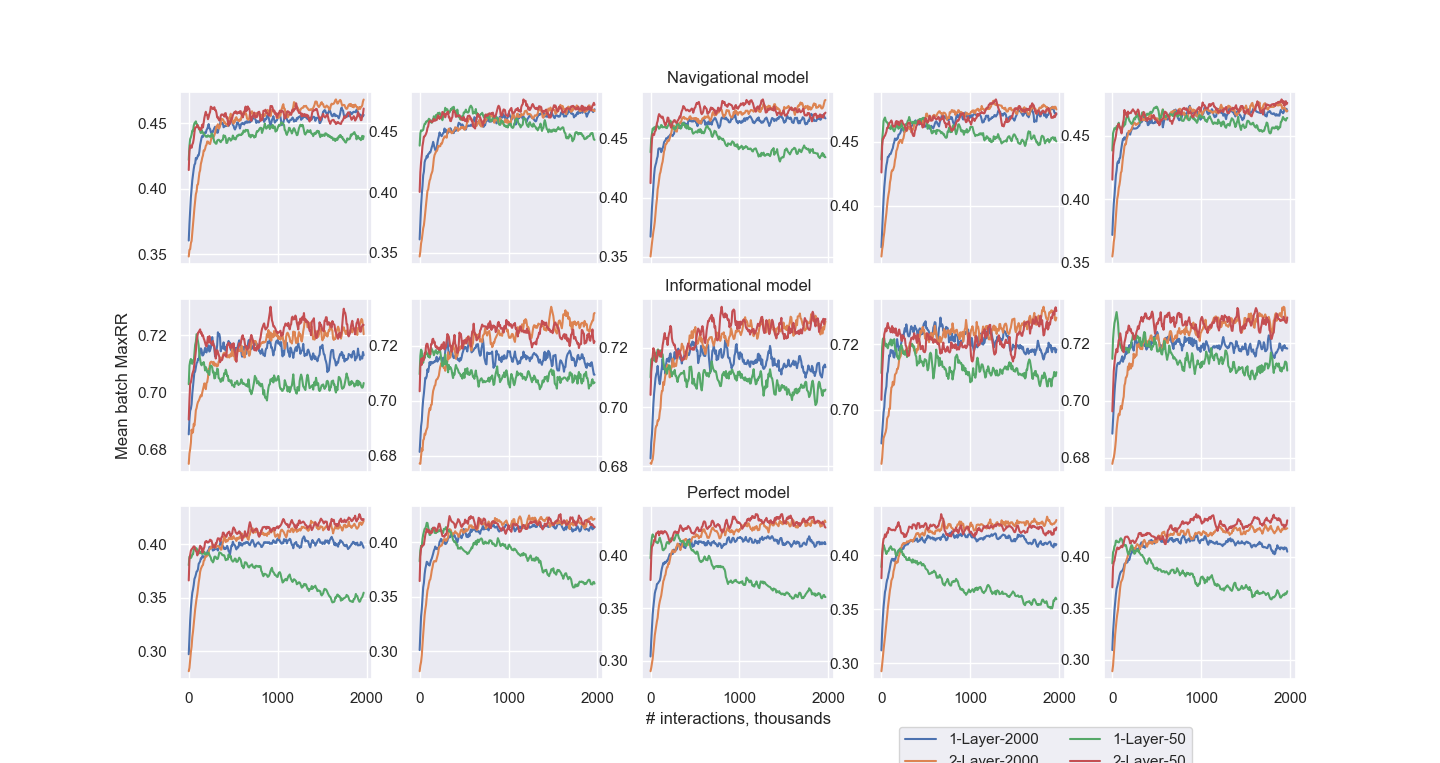 Navigational model
0.45 0.45 0.45 0.45 0.45
0.40 0.40 0.40 0.40 0.40
0.35 0.35 0.35 0.35
Informational model
Mean batch MaxRR
0.72 0.72 0.72 0.72 0.72
0.70 0.70 0.70 0.70 0.70
0.68 0.68 0.68 0.68
Perfect model
0.40 0.40 0.40 0.40 0.40
0.35 0.35 0.35 0.35 0.35
0.30 0.30 0.30 0.30 0.30
0 1000 2000 0 1000 2000 0 1000 2000 0 1000 2000 0 1000 2000
# interactions, thousands
1-Layer-2000 1-Layer-50
2-Layer-2000 2-Layer-50